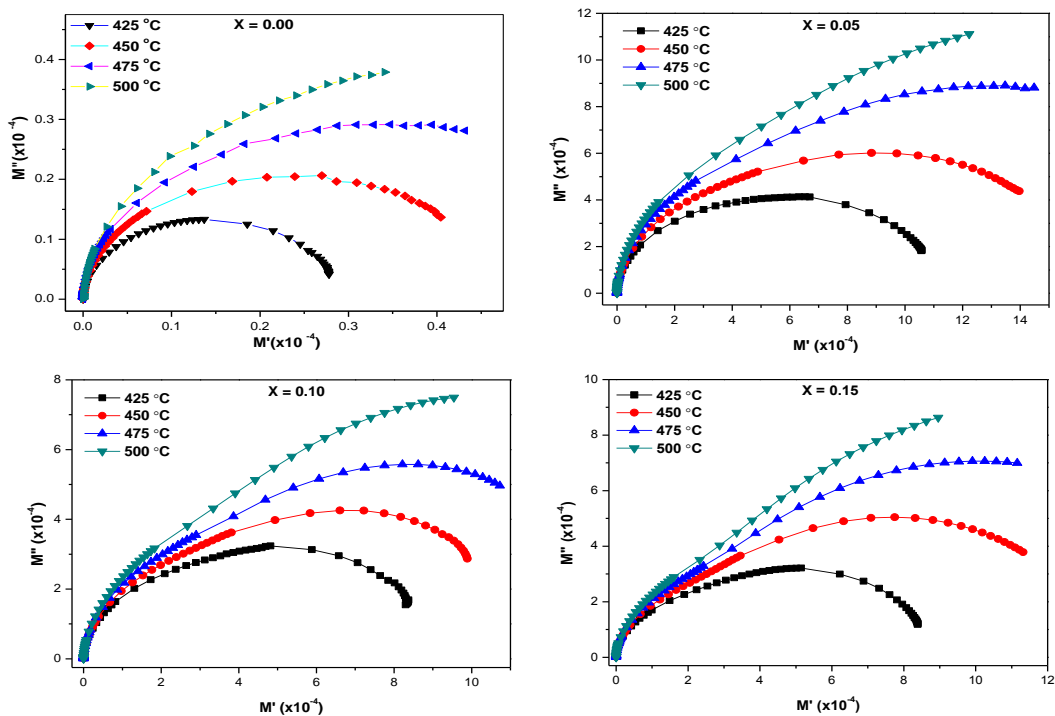 X = 0.00
425 °C
450 °C
475 °C
500 °C
M"(x10⁻⁴)
0.4
0.3
0.2
0.1
0.0
0.0 0.1 0.2 0.3 0.4
M'(x10⁻⁴)
X = 0.05
425 °C
450 °C
475 °C
500 °C
M" (x10⁻⁴)
10
8
6
4
2
0
0 2 4 6 8 10 12 14
M' (x10⁻⁴)
X = 0.10
425 °C
450 °C
475 °C
500 °C
M" (x10⁻⁴)
8
6
4
2
0
0 2 4 6 8 10
M' (x10⁻⁴)
X = 0.15
425 °C
450 °C
475 °C
500 °C
M" (x10⁻⁴)
10
8
6
4
2
0
0 2 4 6 8 10 12
M' (x10⁻⁴)